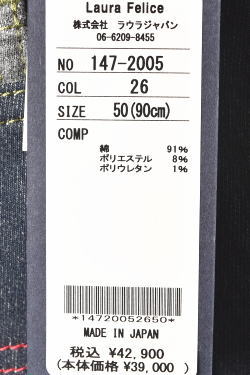 Laura Felice
株式会社 ラウラジャパン
06-6209-8455
NO 147-2005
COL 26
SIZE 50(90cm)
COMP
綿 91%
ポリエステル 8%
ポリウレタン 1%
*14720052650*
MADE IN JAPAN
税込 ¥42,900
(本体価格 ¥39,000 )